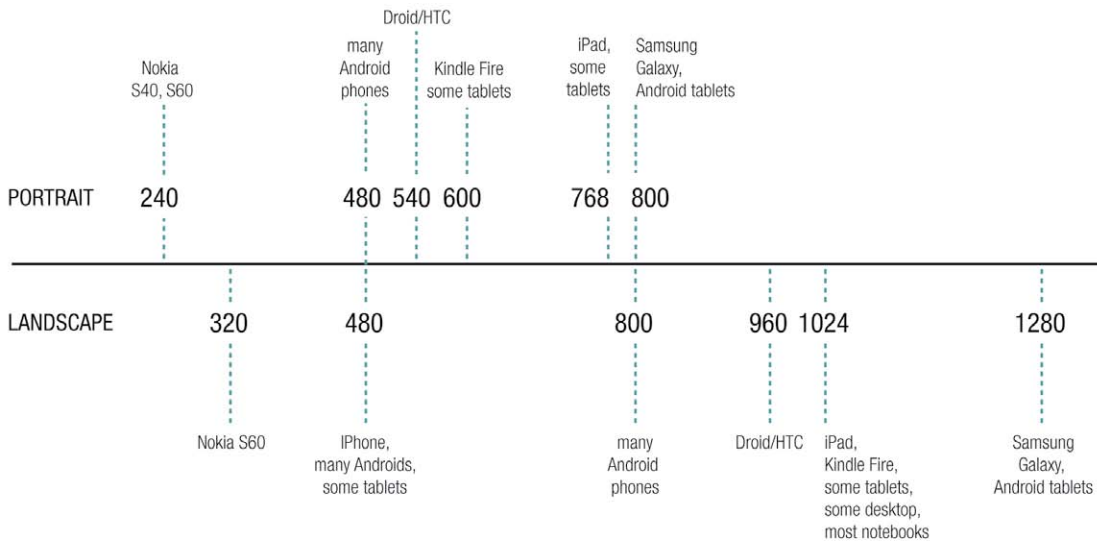 Droid/HTC
many
Android
phones
iPad,
some
tablets
Samsung
Galaxy,
Android tablets
Nokia
S40, S60
Kindle Fire
some tablets
PORTRAIT 240 480 540 600 768 800
LANDSCAPE 320 480 800 960 1024 1280
Nokia S60
IPhone,
many Androids,
some tablets
many
Android
phones
Droid/HTC
iPad,
Kindle Fire,
some tablets,
some desktop,
most notebooks
Samsung
Galaxy,
Android tablets